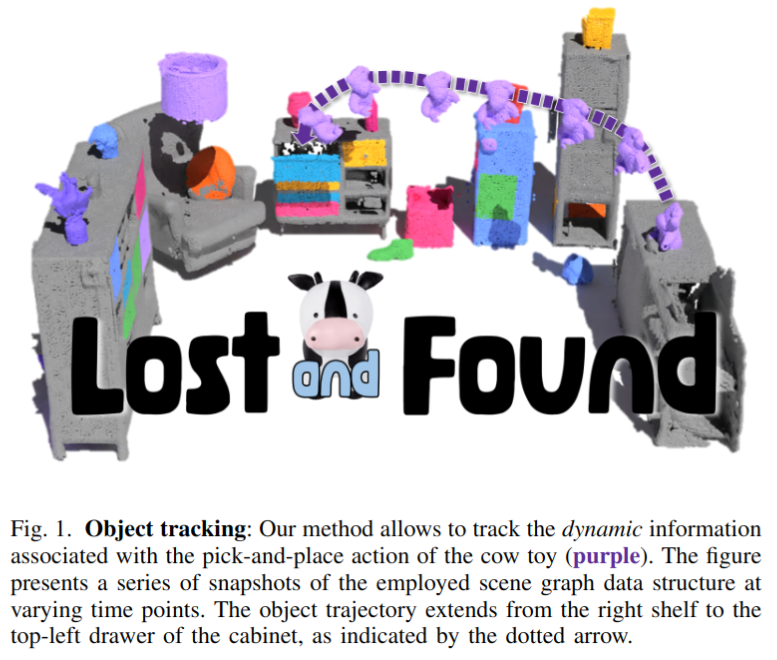 Lost and Found
Fig. 1. Object tracking: Our method allows to track the dynamic information
associated with the pick-and-place action of the cow toy (purple). The figure
presents a series of snapshots of the employed scene graph data structure at
varying time points. The object trajectory extends from the right shelf to the
top-left drawer of the cabinet, as indicated by the dotted arrow.